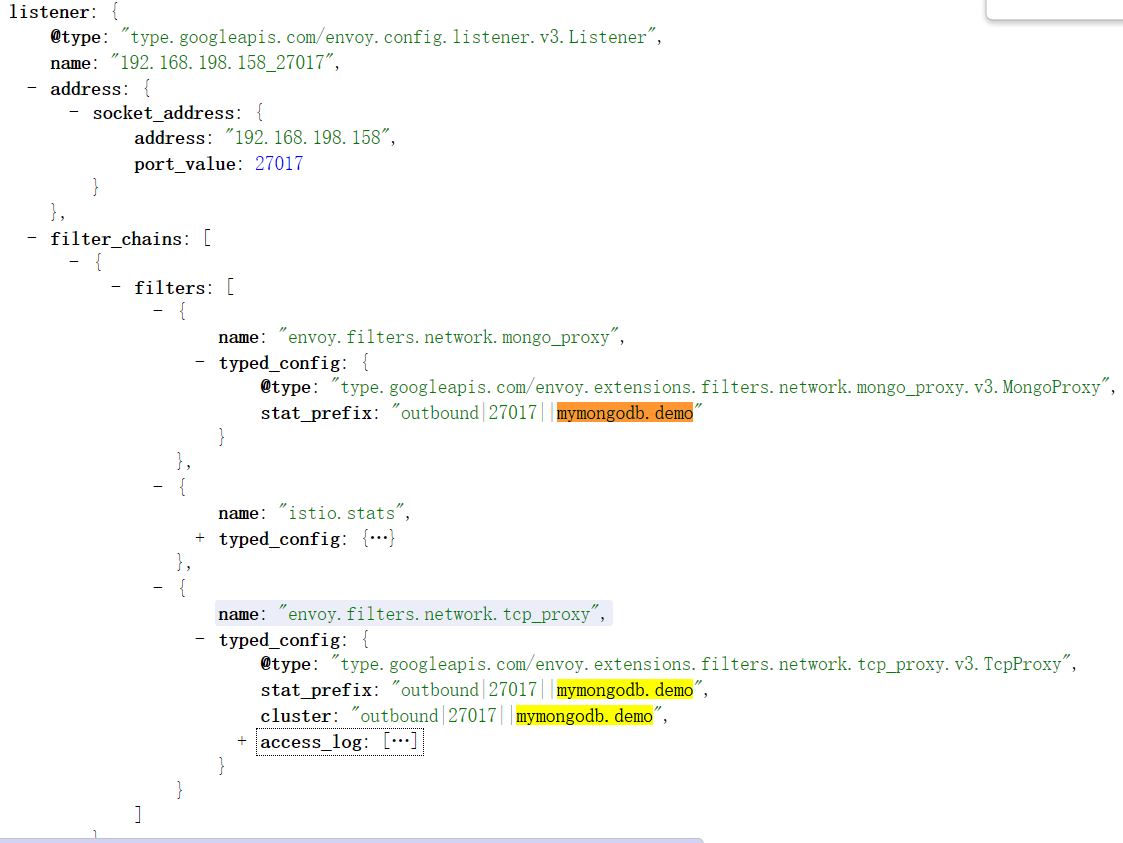 listener: {
@type: "type.googleapis.com/envoy.config.listener.v3.Listener",
name: "192.168.198.158_27017",
- address: {
- socket_address: {
address: "192.168.198.158",
port_value: 27017
}
},
- filter_chains: [
- {
- filters: [
- {
name: "envoy.filters.network.mongo_proxy",
- typed_config: {
@type: "type.googleapis.com/envoy.extensions.filters.network.mongo_proxy.v3.MongoProxy",
stat_prefix: "outbound|27017||mymongodb.demo"
}
},
- {
name: "istio.stats",
+ typed_config: {…}
},
- {
name: "envoy.filters.network.tcp_proxy",
- typed_config: {
@type: "type.googleapis.com/envoy.extensions.filters.network.tcp_proxy.v3.TcpProxy",
stat_prefix: "outbound|27017||mymongodb.demo",
cluster: "outbound|27017||mymongodb.demo",
+ access_log: […]
}
}
]
}